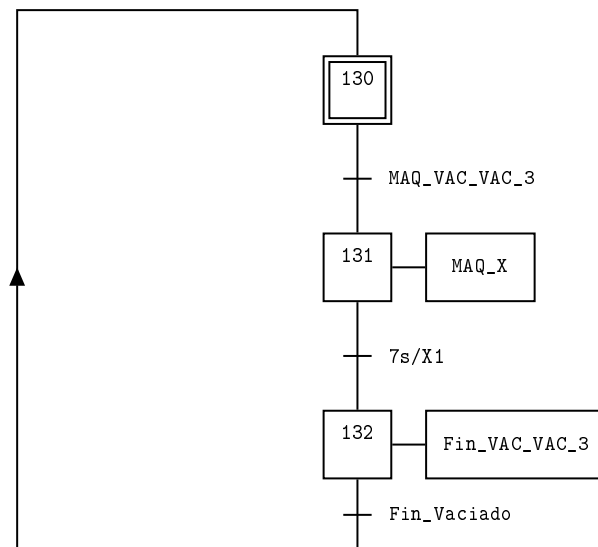 130
MAQ_VAC_VAC_3
131
MAQ_X
7s/X1
132
Fin_VAC_VAC_3
Fin_Vaciado